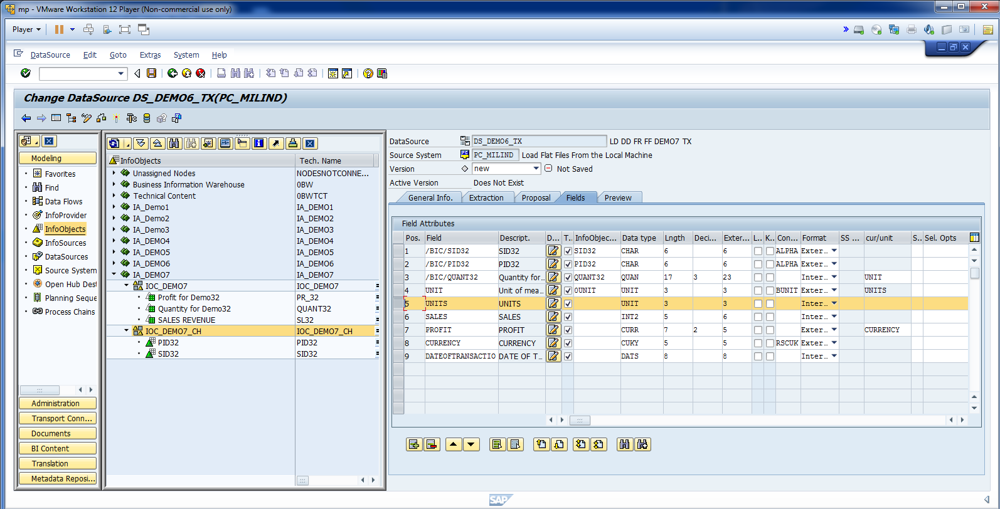 mp - VMware Workstation 12 Player (Non-commercial use only)
Player
DataSource Edit Goto Extras System Help
Change DataSource DS_DEMO6_TX(PC_MILIND)
Modeling
Favorites
Find
Data Flows
InfoProvider
InfoObjects
InfoSources
DataSources
Source System
Open Hub Dest
Planning Seque
Process Chains
Administration
Transport Conn...
Documents
BI Content
Translation
Metadata Reposi...
InfoObjects Tech. Name
Unassigned Nodes NODESNOTCONNE...
Business Information Warehouse 0BW
Technical Content 0BWTCT
IA_Demo1 IA_DEMO1
IA_Demo2 IA_DEMO2
IA_Demo3 IA_DEMO3
IA_DEMO4 IA_DEMO4
IA_DEMO5 IA_DEMO5
IA_DEMO6 IA_DEMO6
IA_DEMO7 IA_DEMO7
IOC_DEMO7 IOC_DEMO7
Profit for Demo32 PR_32
Quantity for Demo32 QUANT32
SALES REVENUE SL32
IOC_DEMO7_CH IOC_DEMO7_CH
PID32 PID32
SID32 SID32
DataSource DS_DEMO6_TX LD DD FR FF DEMO7 TX
Source System PC_MILIND Load Flat Files From the Local Machine
Version new Not Saved
Active Version Does Not Exist
General Info. Extraction Proposal Fields Preview
Field Attributes
Pos. Field Descript. D... T.. InfoObjec... Data type Lngth Deci... Exter... L.. K.. Con... Format SS ... cur/unit S.. Sel. Opts
1 /BIC/SID32 SID32 SID32 CHAR 6 6 ALPHA Exter...
2 /BIC/PID32 PID32 PID32 CHAR 6 6 ALPHA Exter...
3 /BIC/QUANT32 Quantity for... QUANT32 QUAN 17 3 23 Inter... UNIT
4 UNIT Unit of mea... 0UNIT UNIT 3 3 BUNIT Exter... UNITS
5 UNITS UNITS UNIT 3 3 Inter...
6 SALES SALES INT2 5 6 Inter...
7 PROFIT PROFIT CURR 7 2 5 Exter... CURRENCY
8 CURRENCY CURRENCY CUKY 5 5 RSCUK Exter...
9 DATEOFTRANSACTIO DATE OF T... DATS 8 8 Inter...
SAP